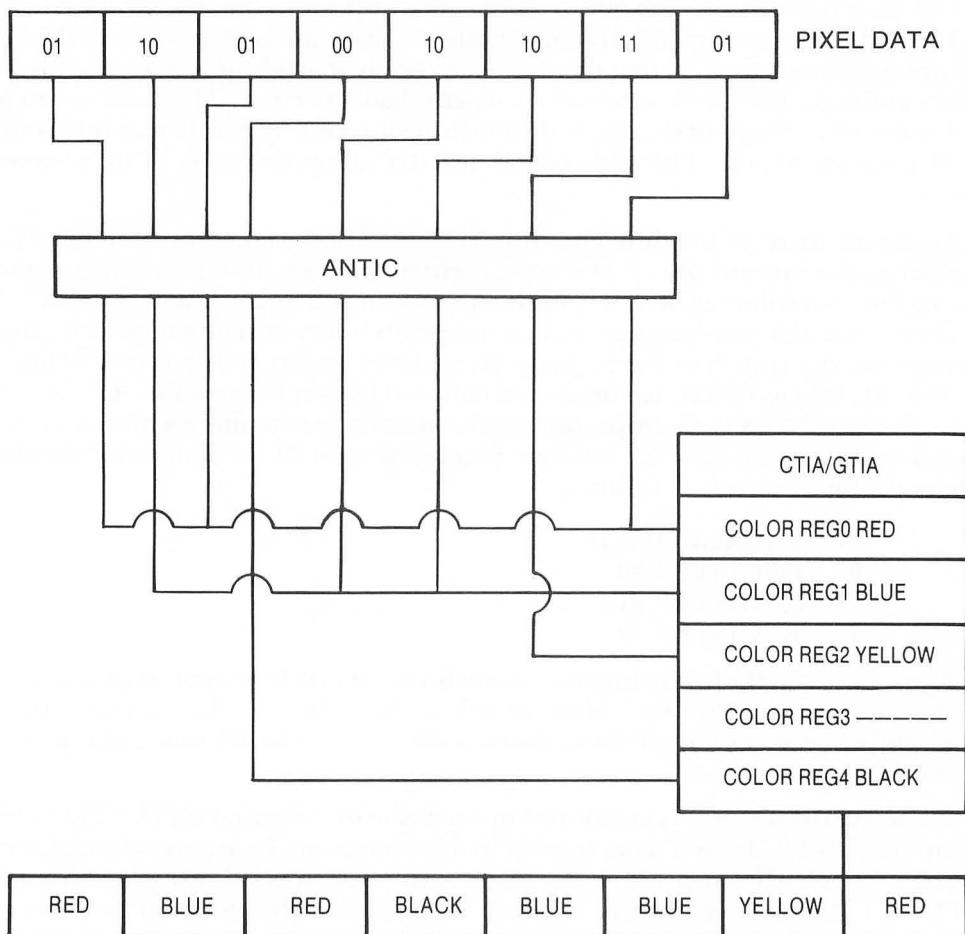 01 10 01 00 10 10 11 01 PIXEL DATA
ANTIC
CTIA/GTIA
COLOR REG0 RED
COLOR REG1 BLUE
COLOR REG2 YELLOW
COLOR REG3 -----
COLOR REG4 BLACK
RED BLUE RED BLACK BLUE BLUE YELLOW RED